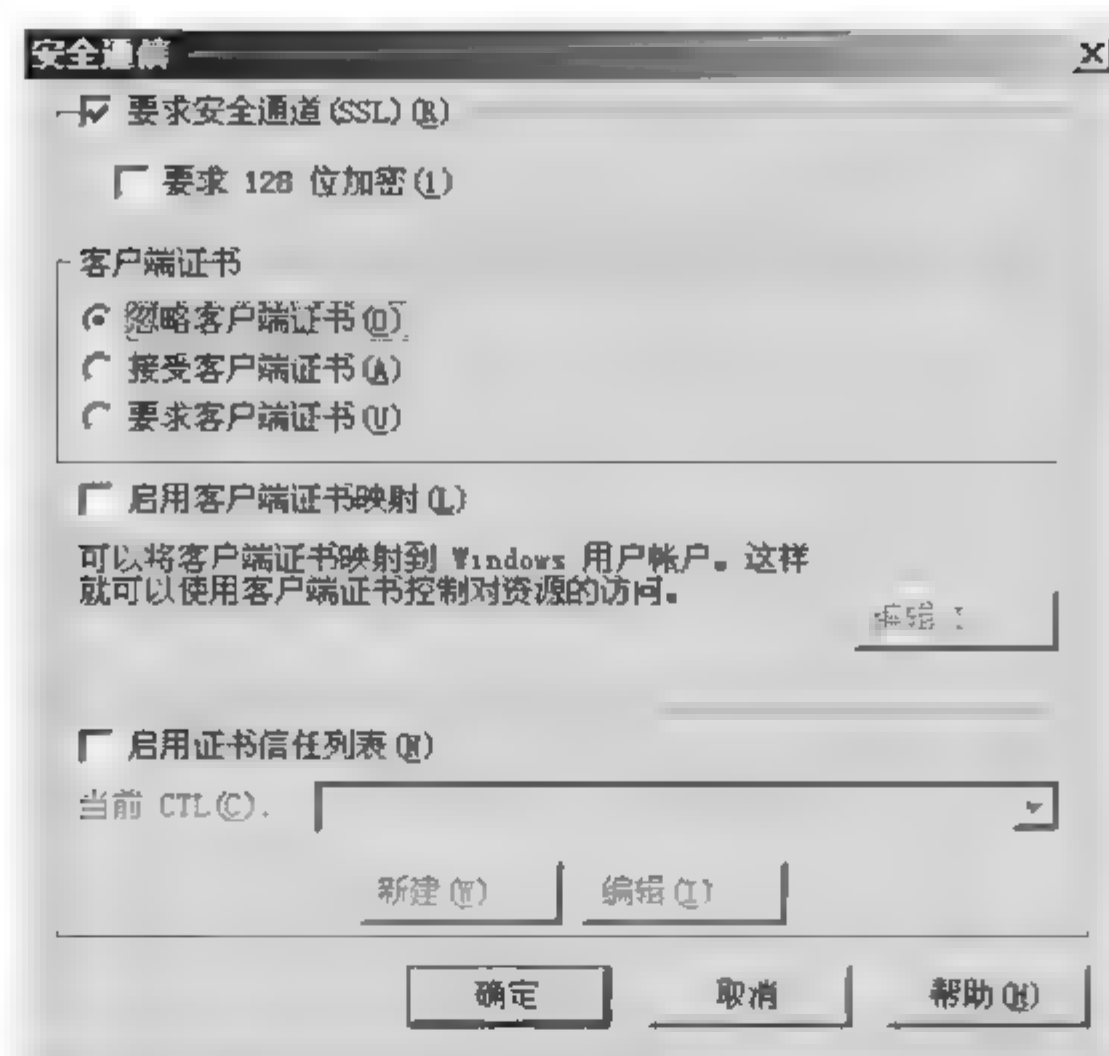 安全通信
要求安全通道(SSL)(R)
要求 128 位加密(1)
客户端证书
忽略客户端证书(O)
接受客户端证书(A)
要求客户端证书(U)
启用客户端证书映射(L)
可以将客户端证书映射到 Windows 用户帐户。这样
就可以使用客户端证书控制对资源的访问。
编辑
启用证书信任列表(N)
当前 CTL(C).
新建(W)
编辑(I)
确定
取消
帮助(H)